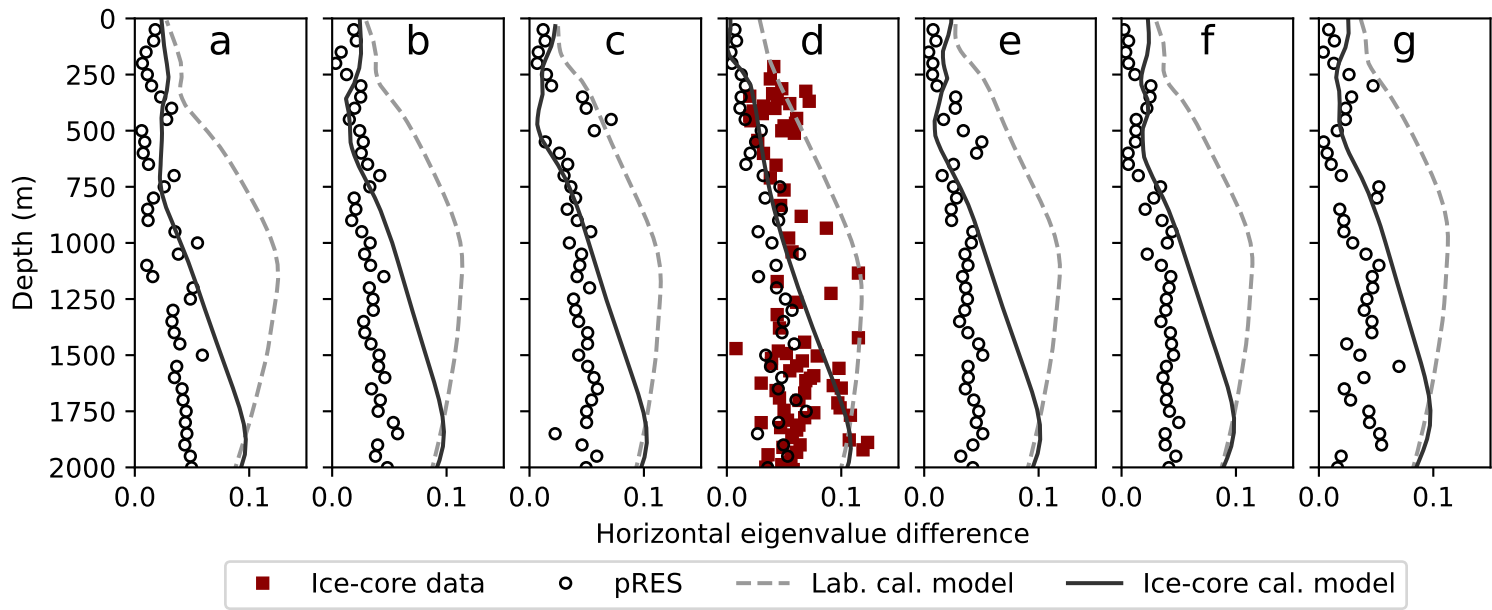 a b c d e f g
0
250
500
750
1000
1250
1500
1750
2000
Depth (m)
0.0 0.1 0.0 0.1 0.0 0.1 0.0 0.1 0.0 0.1 0.0 0.1 0.0 0.1
Horizontal eigenvalue difference
Ice-core data pRES Lab. cal. model Ice-core cal. model